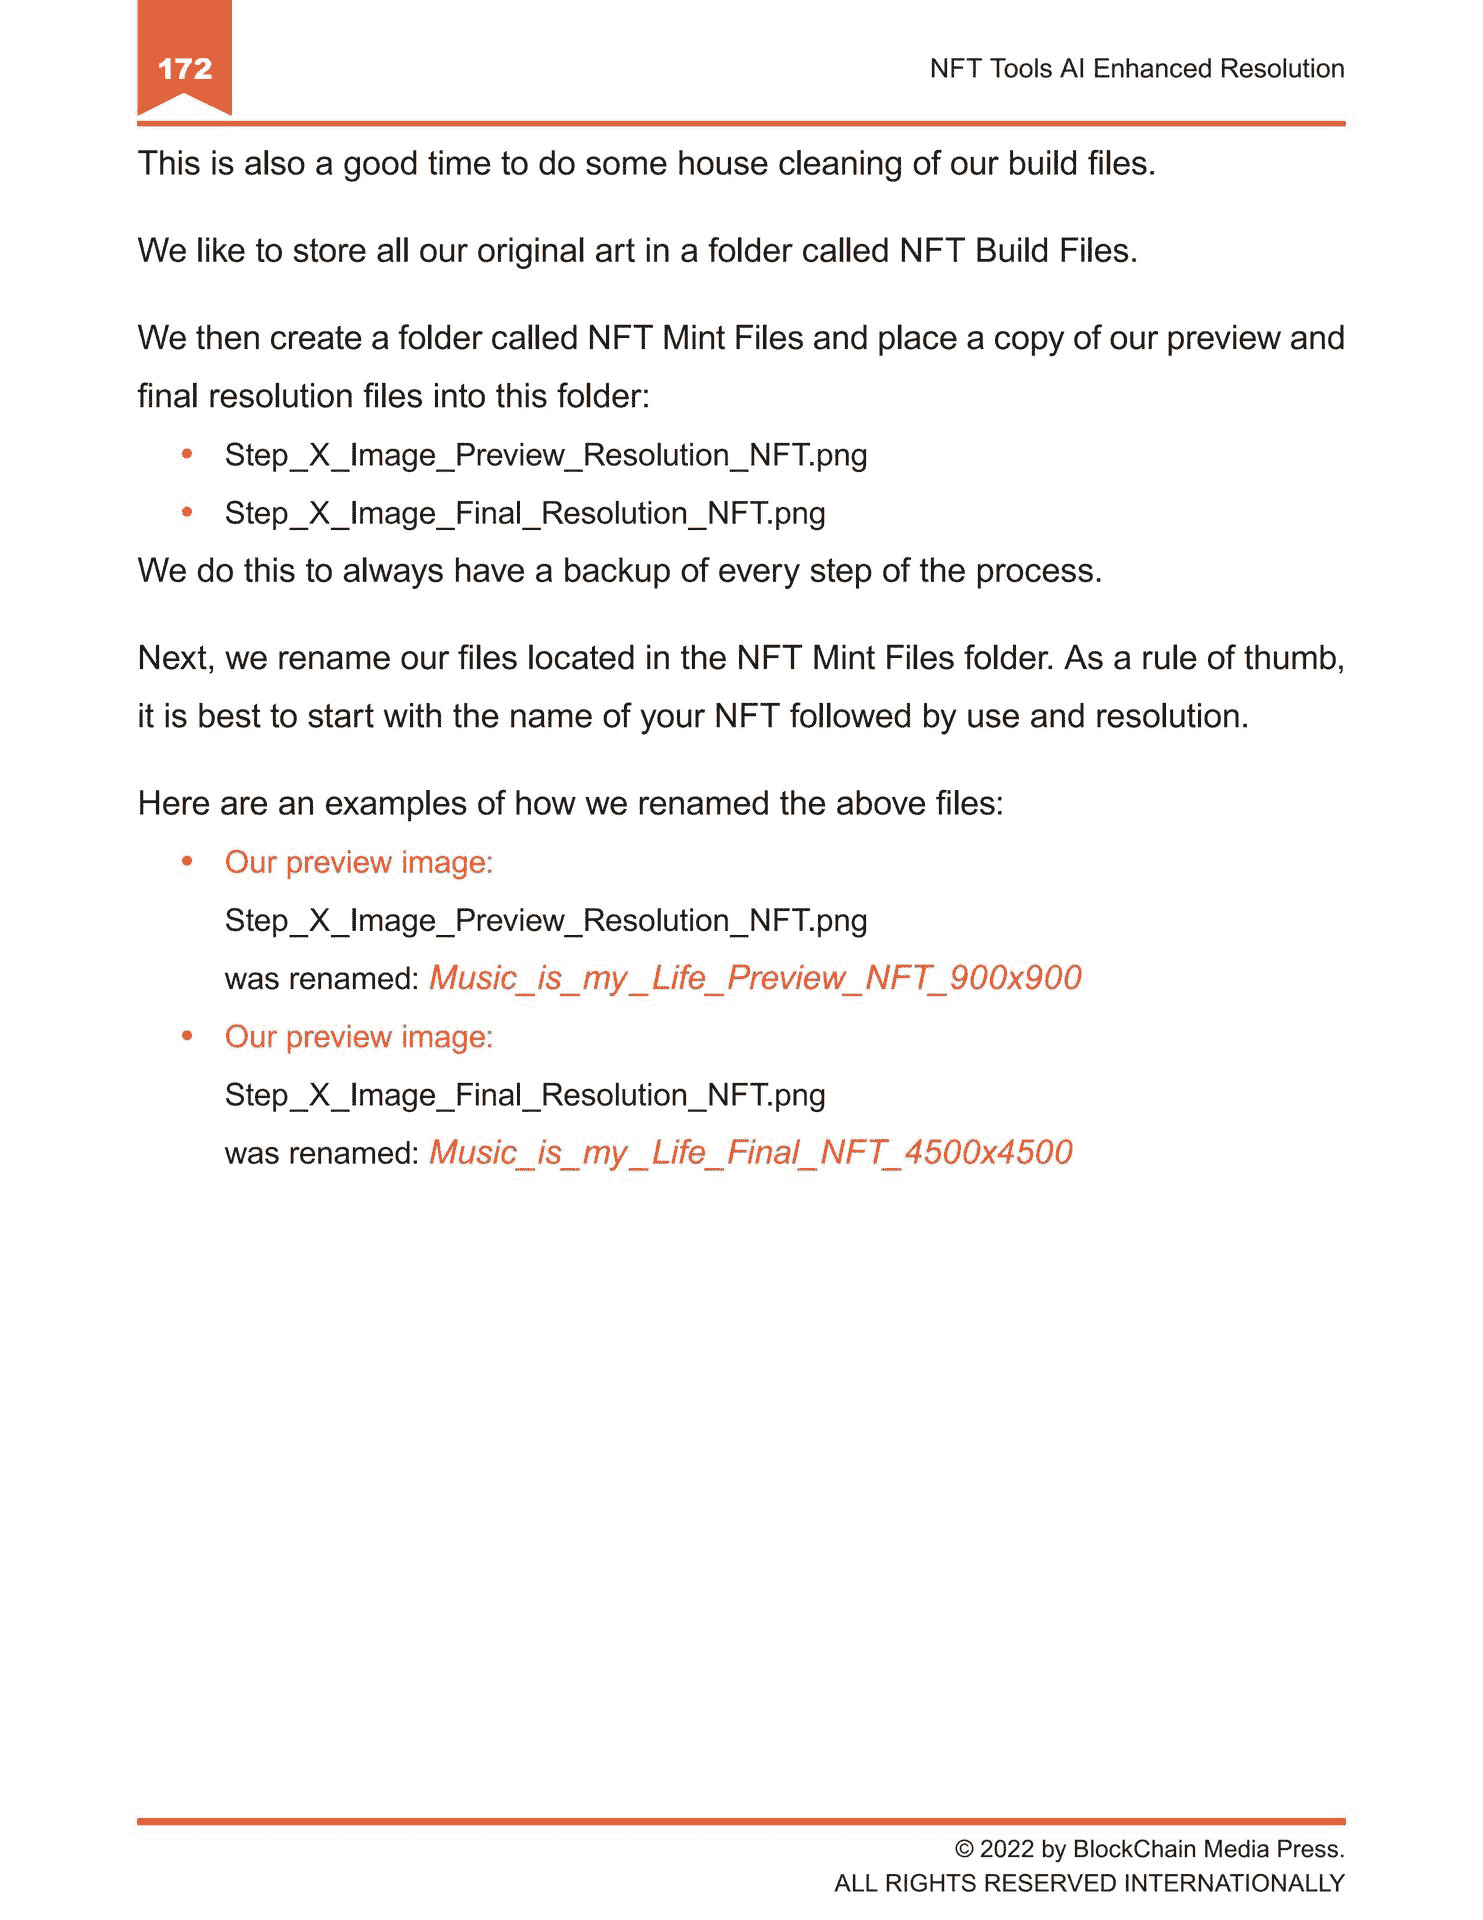 172
NFT Tools AI Enhanced Resolution
This is also a good time to do some house cleaning of our build files.
We like to store all our original art in a folder called NFT Build Files.
We then create a folder called NFT Mint Files and place a copy of our preview and
final resolution files into this folder:
• Step_X_Image_Preview_Resolution_NFT.png
• Step_X_Image_Final_Resolution_NFT.png
We do this to always have a backup of every step of the process.
Next, we rename our files located in the NFT Mint Files folder. As a rule of thumb,
it is best to start with the name of your NFT followed by use and resolution.
Here are an examples of how we renamed the above files:
• Our preview image:
Step_X_Image_Preview_Resolution_NFT.png
was renamed: Music_is_my_Life_Preview_NFT_900x900
• Our preview image:
Step_X_Image_Final_Resolution_NFT.png
was renamed: Music_is_my_Life_Final_NFT_4500x4500
© 2022 by BlockChain Media Press.
ALL RIGHTS RESERVED INTERNATIONALLY